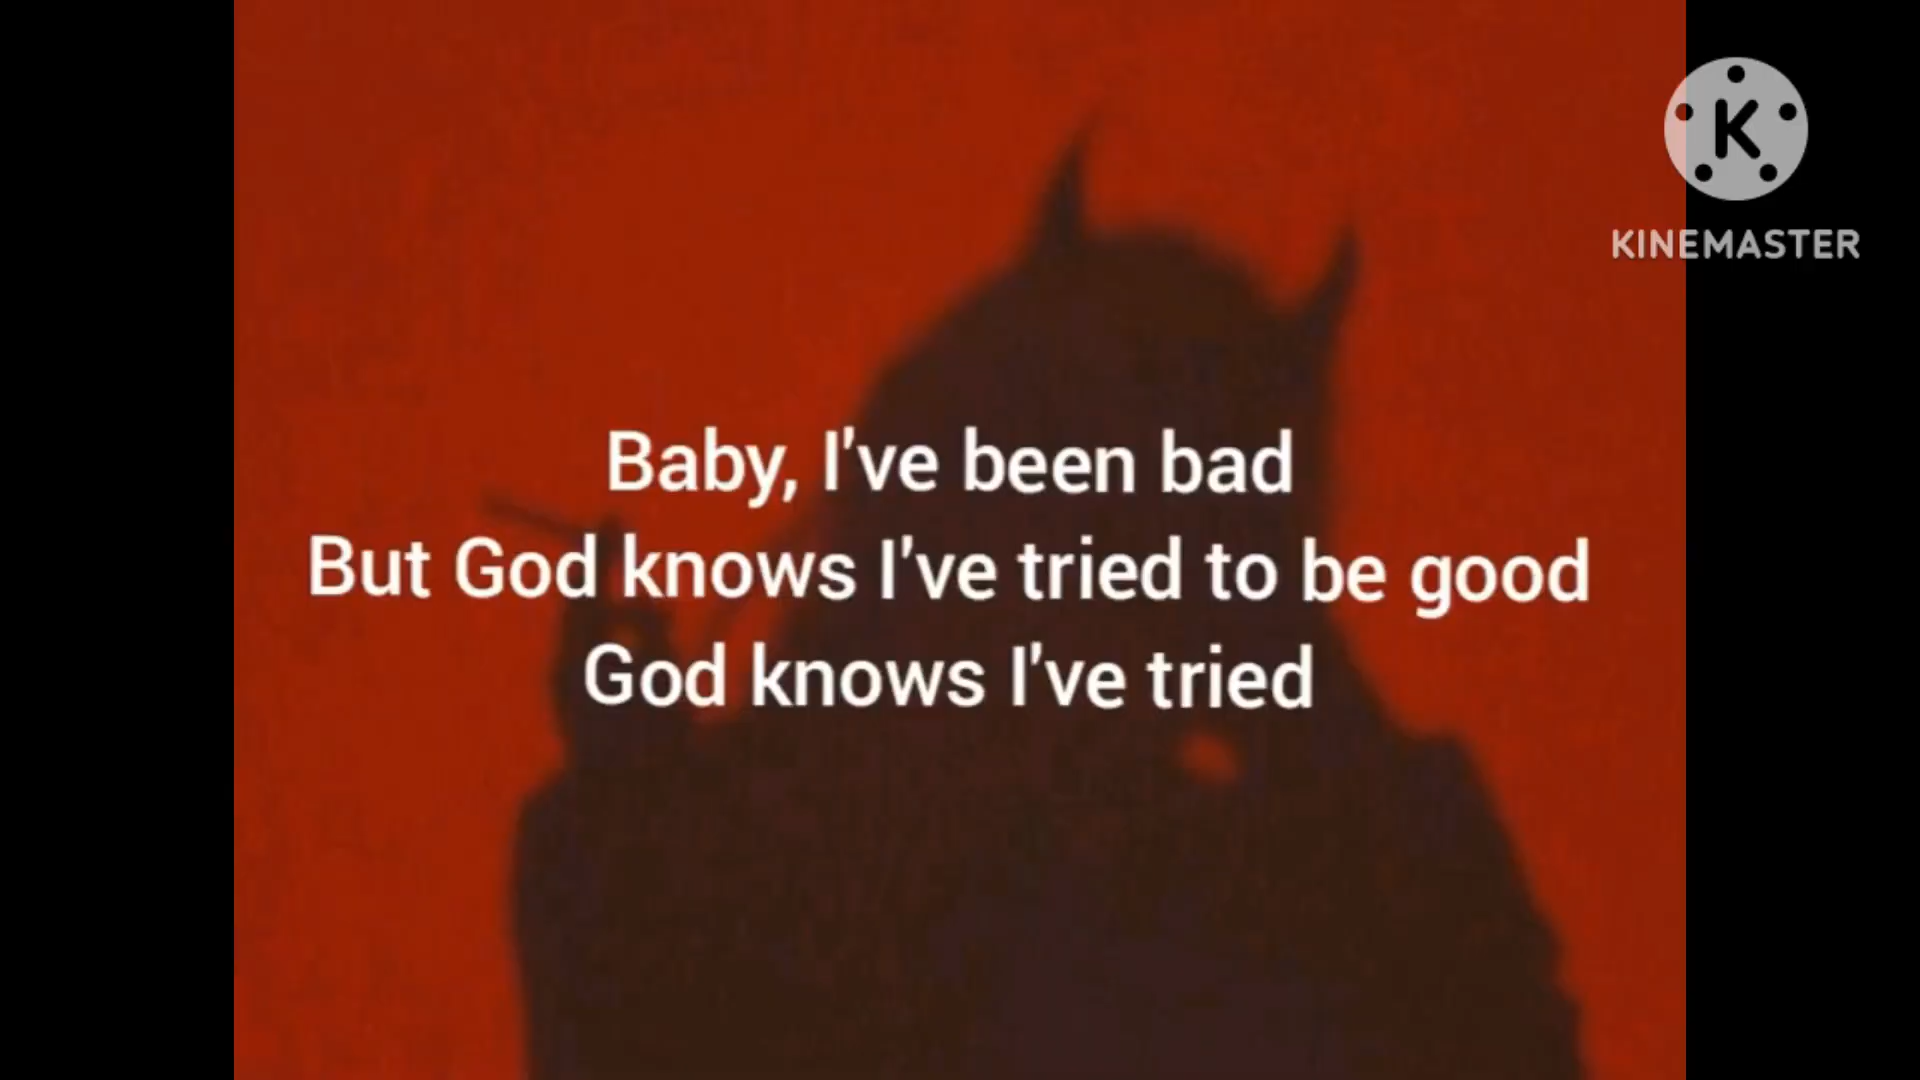 K
KINEMASTER
Baby, I've been bad
But God knows I've tried to be good
God knows I've tried